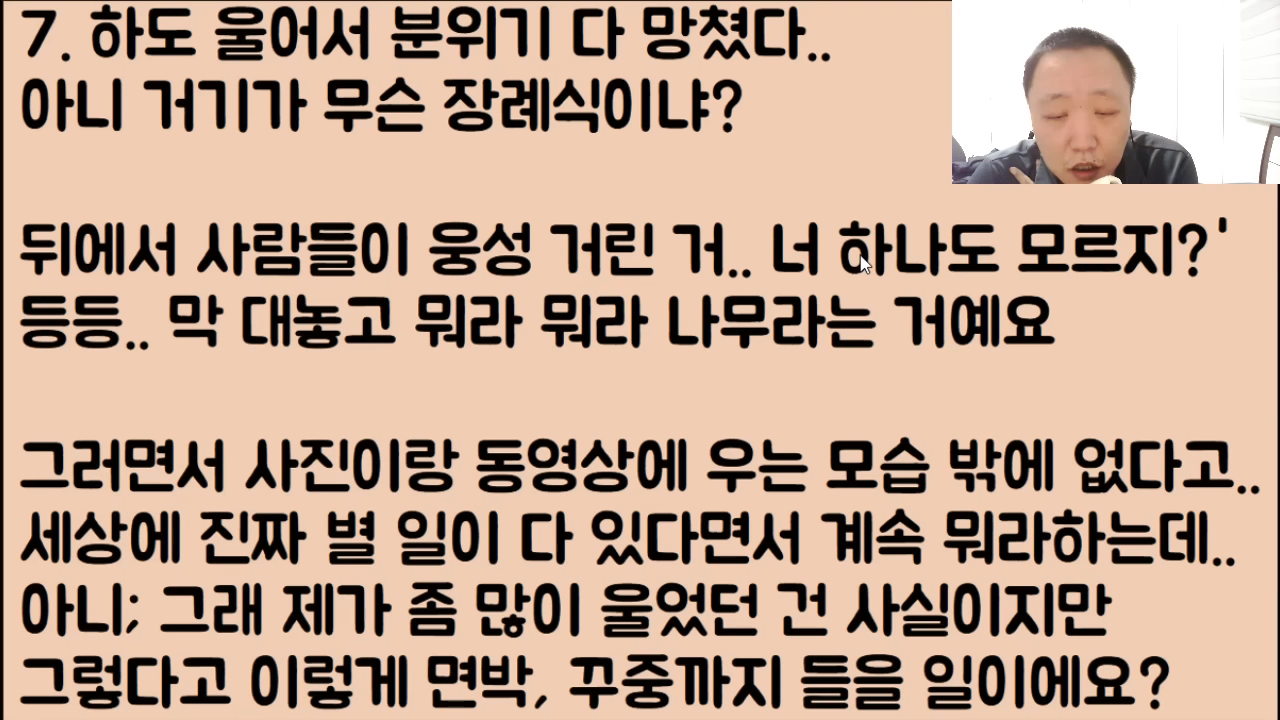 7. 하도 울어서 분위기 다 망쳤다..
아니 거기가 무슨 장례식이냐?
뒤에서 사람들이 웅성 거린 거.. 너 하나도 모르지?'
등등.. 막 대놓고 뭐라 뭐라 나무라는 거예요
그러면서 사진이랑 동영상에 우는 모습 밖에 없다고..
세상에 진짜 별 일이 다 있다면서 계속 뭐라하는데..
아니; 그래 제가 좀 많이 울었던 건 사실이지만
그렇다고 이렇게 면박, 꾸중까지 들을 일이에요?